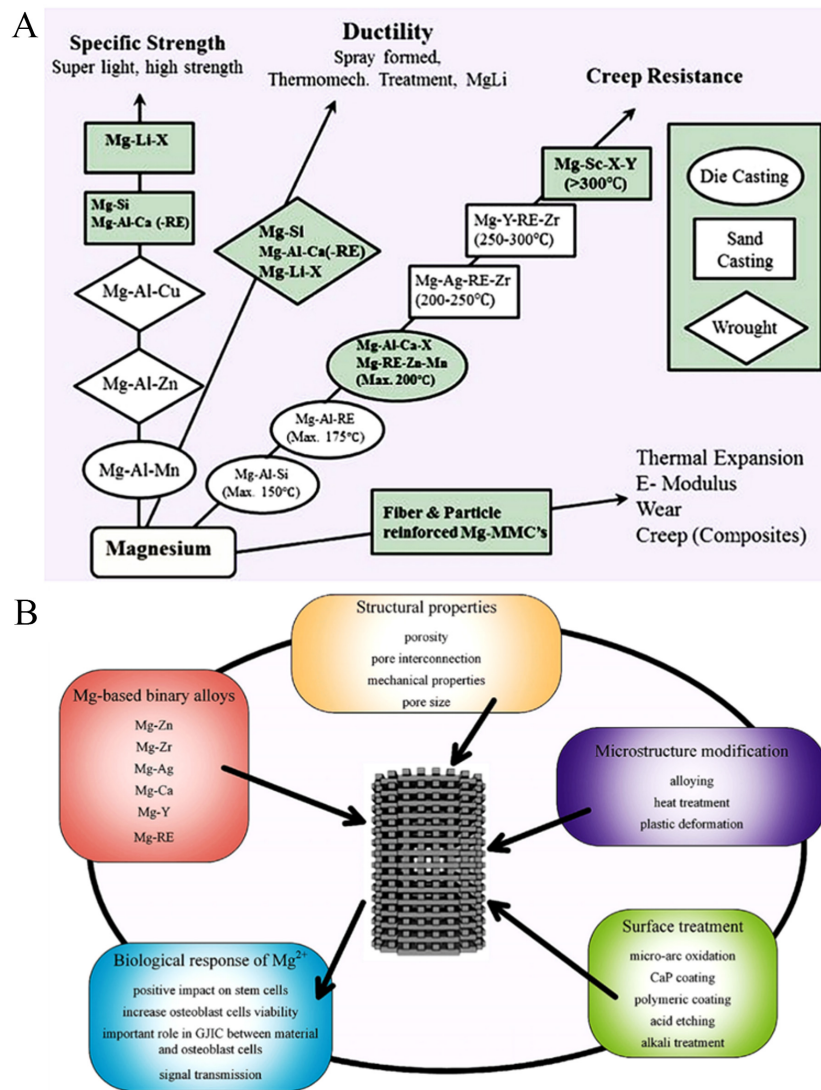 A
Specific Strength
Super light, high strength
Ductility
Spray formed,
Thermomech. Treatment, MgLi
Creep Resistance
Mg-Li-X
Mg-Si
Mg-Al-Ca (-RE)
Mg-Al-Cu
Mg-Al-Zn
Mg-Al-Mn
Magnesium
Mg-Si
Mg-Al-Ca(-RE)
Mg-Li-X
Mg-Sc-X-Y
(>300℃)
Mg-Y-RE-Zr
(250-300℃)
Mg-Ag-RE-Zr
(200-250℃)
Mg-Al-Ca-X
Mg-RE-Zn-Mn
(Max. 200℃)
Mg-Al-RE
(Max. 175℃)
Mg-Al-Si
(Max. 150℃)
Die Casting
Sand
Casting
Wrought
Fiber & Particle
reinforced Mg-MMC's
Thermal Expansion
E- Modulus
Wear
Creep (Composites)
B
Structural properties
porosity
pore interconnection
mechanical properties
pore size
Mg-based binary alloys
Mg-Zn
Mg-Zr
Mg-Ag
Mg-Ca
Mg-Y
Mg-RE
Microstructure modification
alloying
heat treatment
plastic deformation
Biological response of Mg²⁺
positive impact on stem cells
increase osteoblast cells viability
important role in GJIC between material
and osteoblast cells
signal transmission
Surface treatment
micro-arc oxidation
CaP coating
polymeric coating
acid etching
alkali treatment